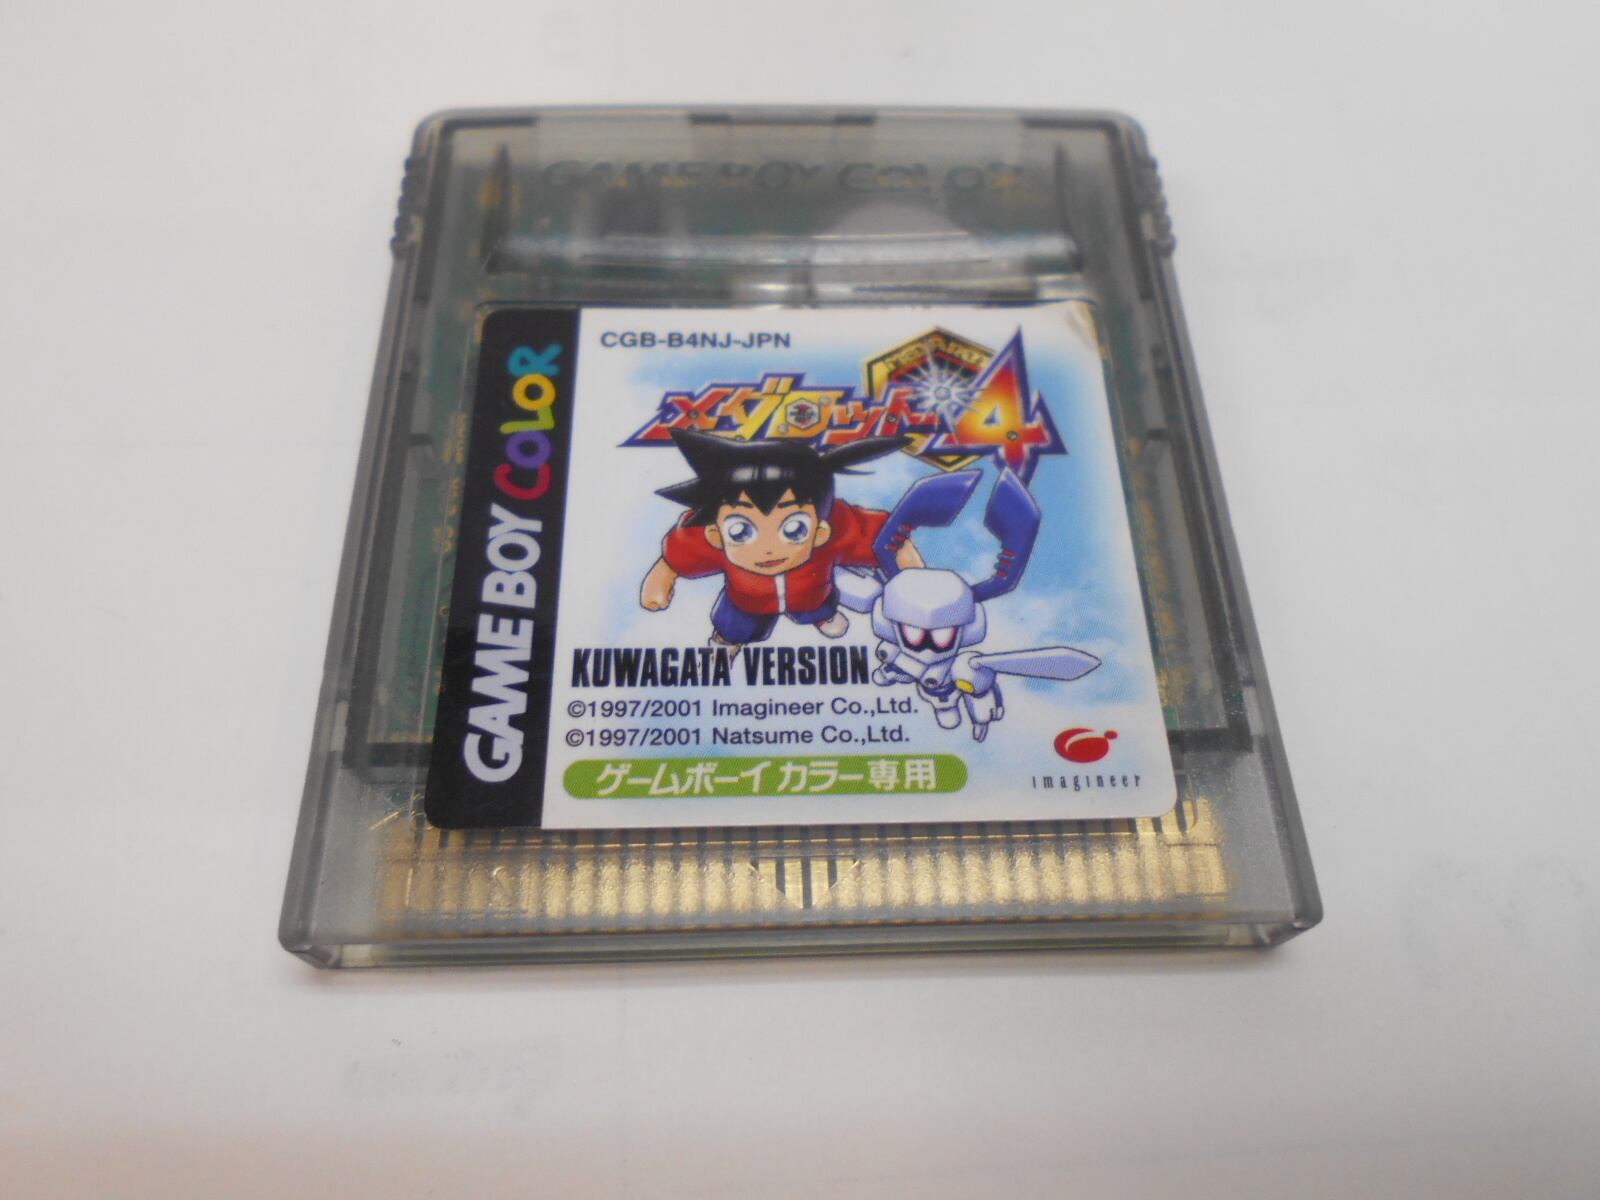 GAME BOY COLOR
GAME BOY COLOR
CGB-B4NJ-JPN
MEDAROT
メダロット4
KUWAGATA VERSION
©1997/2001 Imagineer Co.,Ltd.
©1997/2001 Natsume Co.,Ltd.
ゲームボーイカラー専用
imagineer